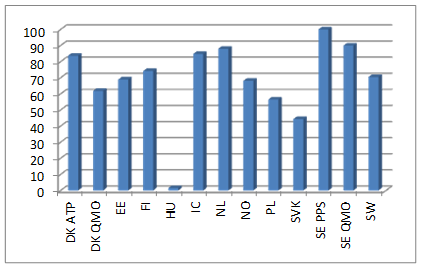 100
90
80
70
60
50
40
30
20
10
0
DK ATP
DK QMO
EE
FI
HU
IC
NL
NO
PL
SVK
SE PPS
SE QMO
SW